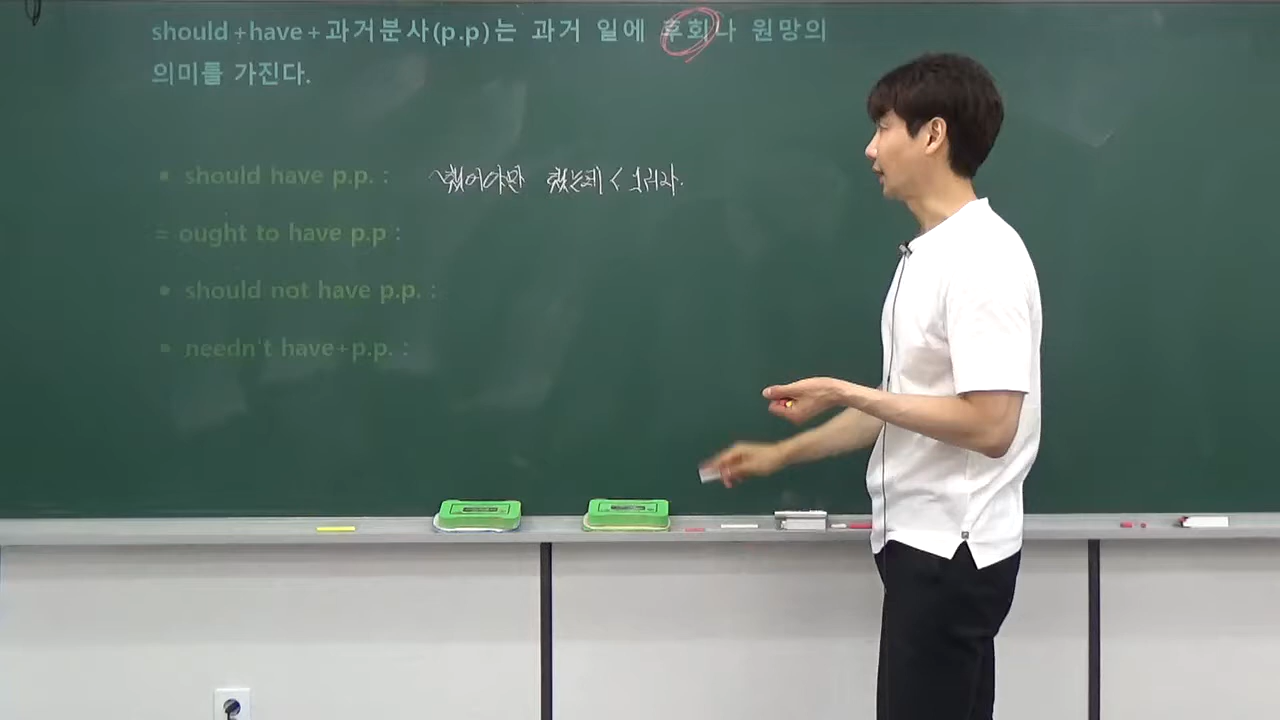 should+have+과거분사(p.p)는 과거 일에 후회나 원망의
의미를 가진다.
• should have p.p. : ~했어야만 했는데 <
= ought to have p.p :
• should not have p.p. :
• needn't have+p.p. :